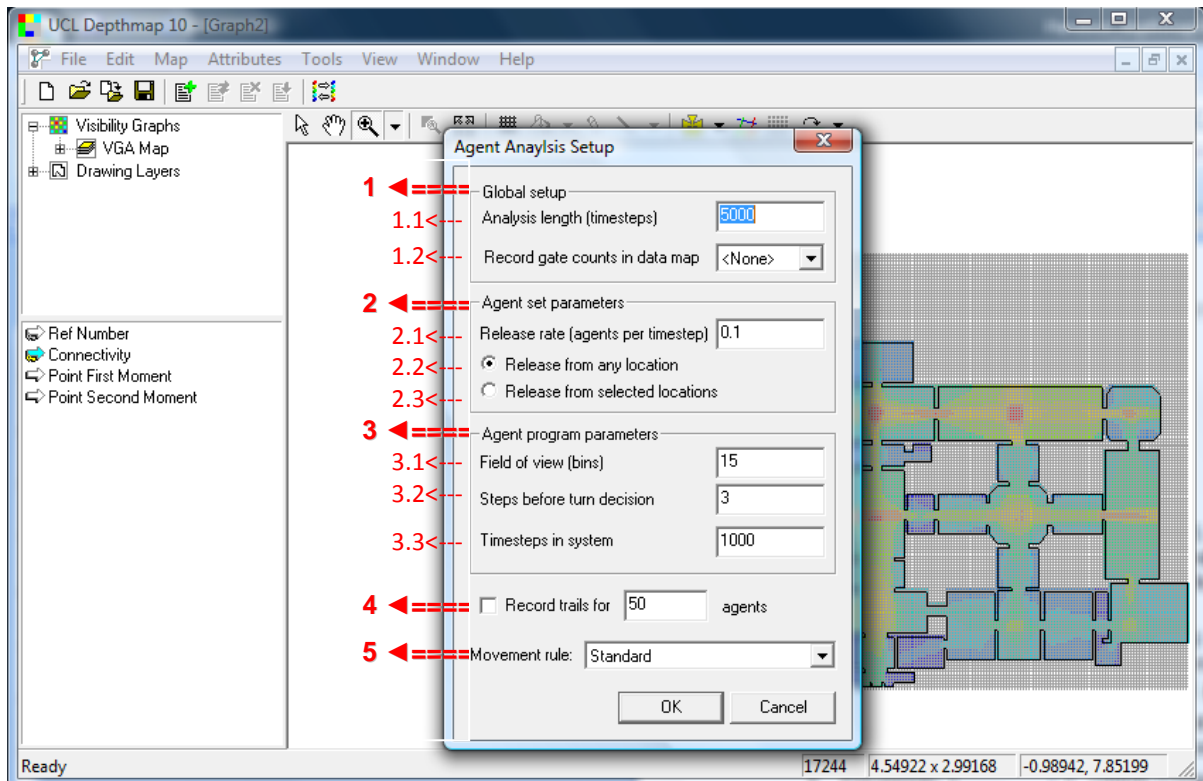 UCL Depthmap 10 - [Graph2]
File Edit Map Attributes Tools View Window Help
Visibility Graphs
VGA Map
Drawing Layers
Ref Number
Connectivity
Point First Moment
Point Second Moment
Agent Anaylsis Setup
1 Global setup
1.1<--- Analysis length (timesteps) 5000
1.2<--- Record gate counts in data map <None>
2 Agent set parameters
2.1<--- Release rate (agents per timestep) 0.1
2.2<--- Release from any location
2.3<--- Release from selected locations
3 Agent program parameters
3.1<--- Field of view (bins) 15
3.2<--- Steps before turn decision 3
3.3<--- Timesteps in system 1000
4 Record trails for 50 agents
5 Movement rule: Standard
OK Cancel
Ready 17244 4.54922 x 2.99168 -0.98942, 7.85199